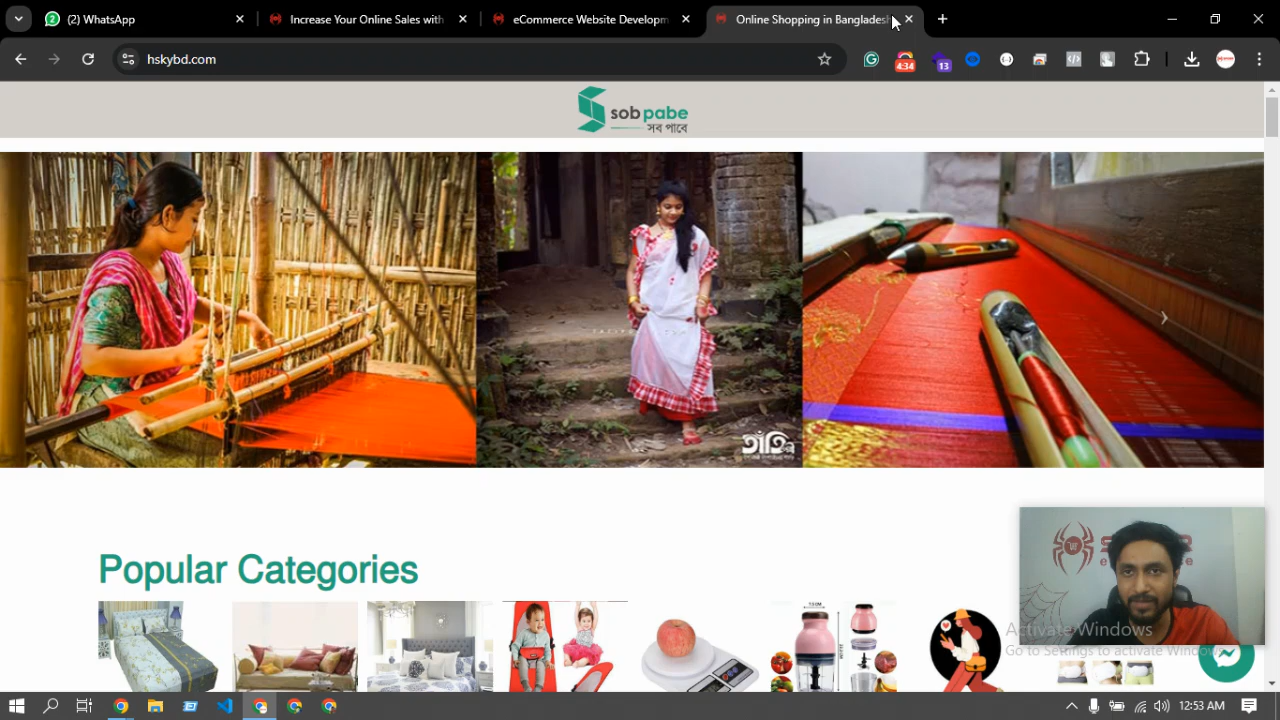 (2) WhatsApp
Increase Your Online Sales with
eCommerce Website Developm
Online Shopping in Bangladesh
hskybd.com
4:34
13
sob pabe
সব পাবে
Popular Categories
Activate Windows
Go to Settings to activate Windows.
12:53 AM